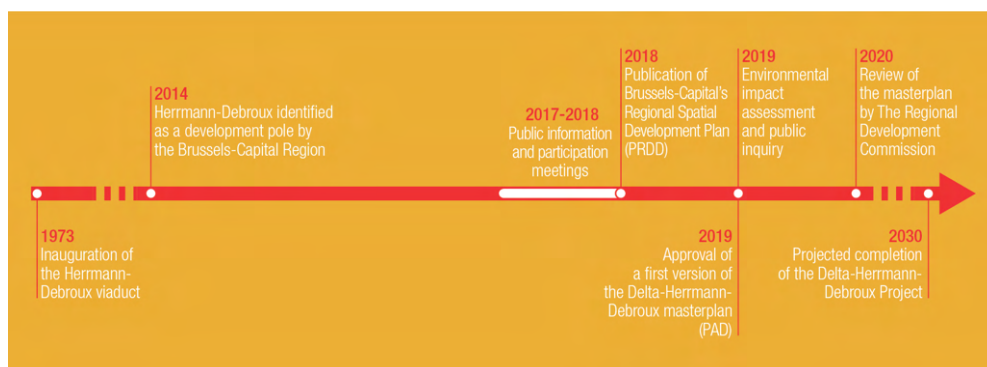 1973
Inauguration of
the Herrmann-
Debroux viaduct
2014
Herrmann-Debroux identified
as a development pole by
the Brussels-Capital Region
2017-2018
Public information
and participation
meetings
2018
Publication of
Brussels-Capital's
Regional Spatial
Development Plan
(PRDD)
2019
Environmental
impact
assessment
and public
inquiry
2019
Approval of
a first version of
the Delta-Herrmann-
Debroux masterplan
(PAD)
2020
Review of
the masterplan
by The Regional
Development
Commission
2030
Projected completion
of the Delta-Herrmann-
Debroux Project